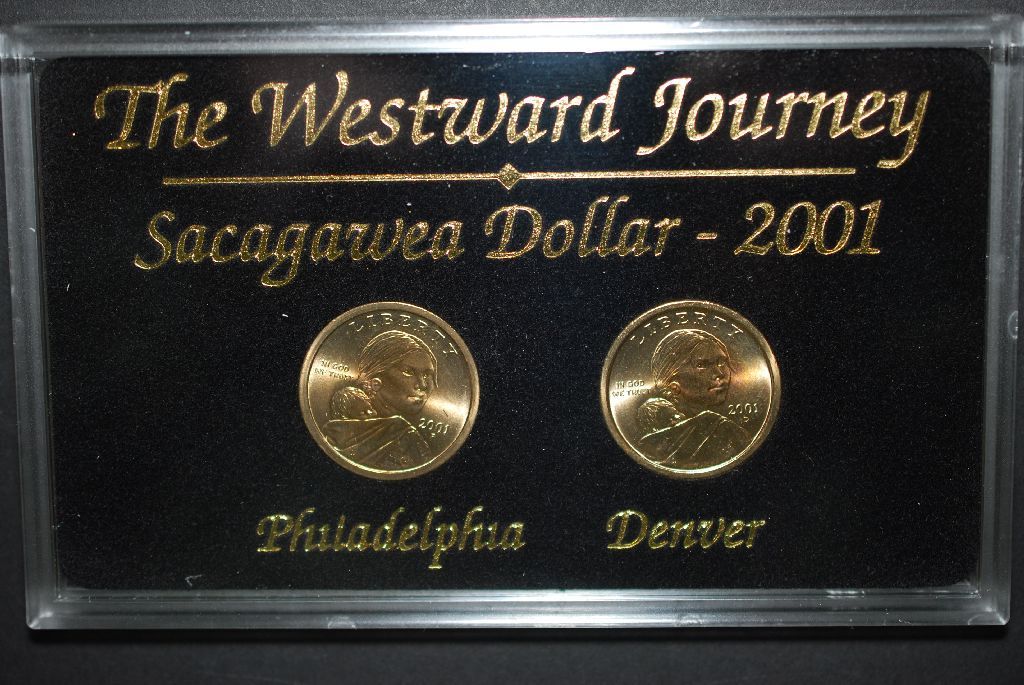 The Westward Journey
Sacagawea Dollar - 2001
LIBERTY
IN GOD
WE TRUST
2001
P
LIBERTY
IN GOD
WE TRUST
2001
D
Philadelphia
Denver